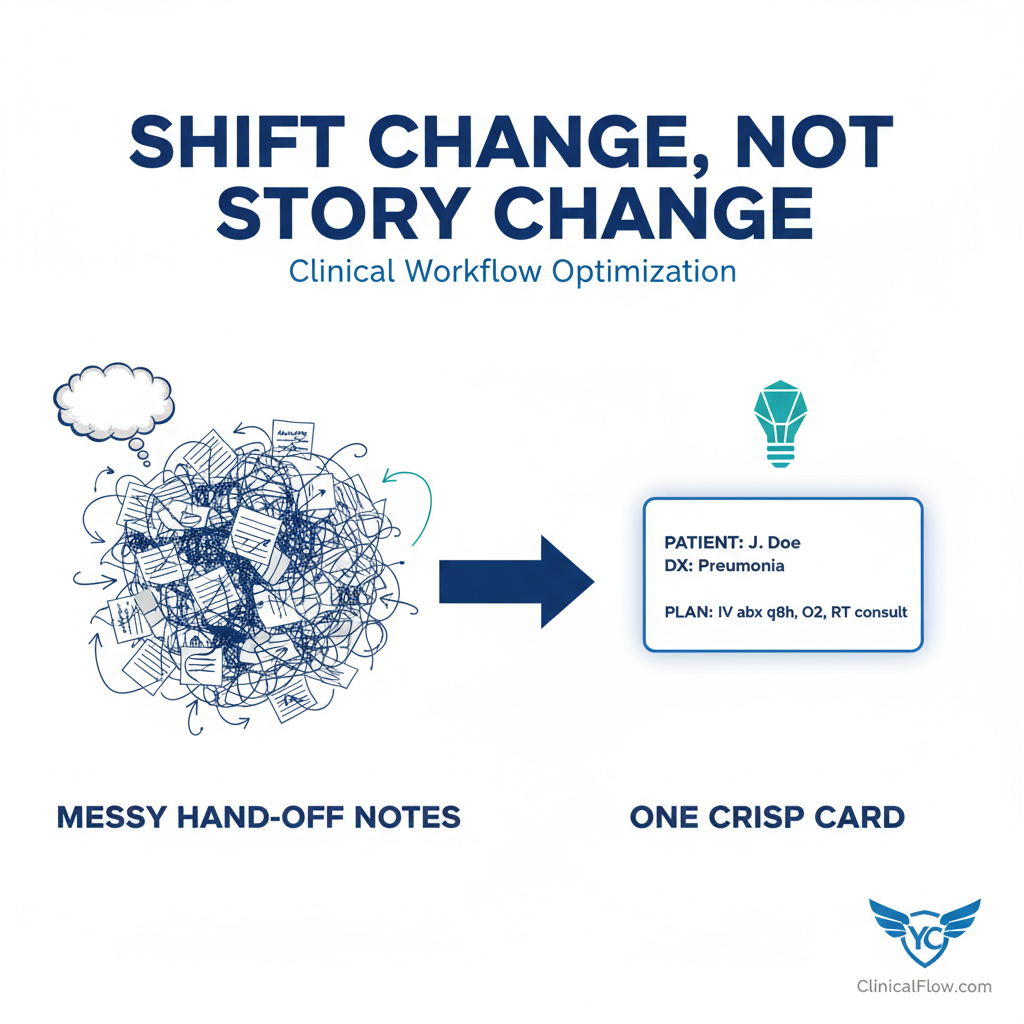 SHIFT CHANGE, NOT
STORY CHANGE
Clinical Workflow Optimization
PATIENT: J. Doe
DX: Preumonia
PLAN: IV abx q8h, O2, RT consult
MESSY HAND-OFF NOTES
ONE CRISP CARD
YC
ClinicalFlow.com